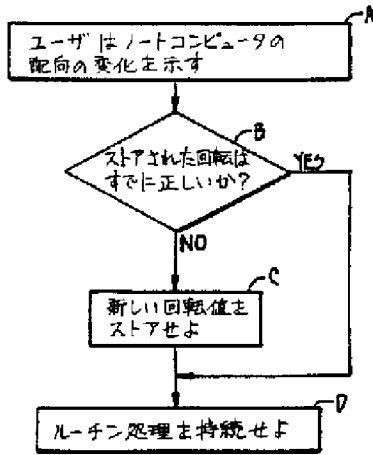 A
ユーザはノートコンピュータの
配向の変化を示す
B
ストアされた回転は
すでに正しいか?
YES
NO
C
新しい回転値を
ストアせよ
D
ルーチン処理を持続せよ